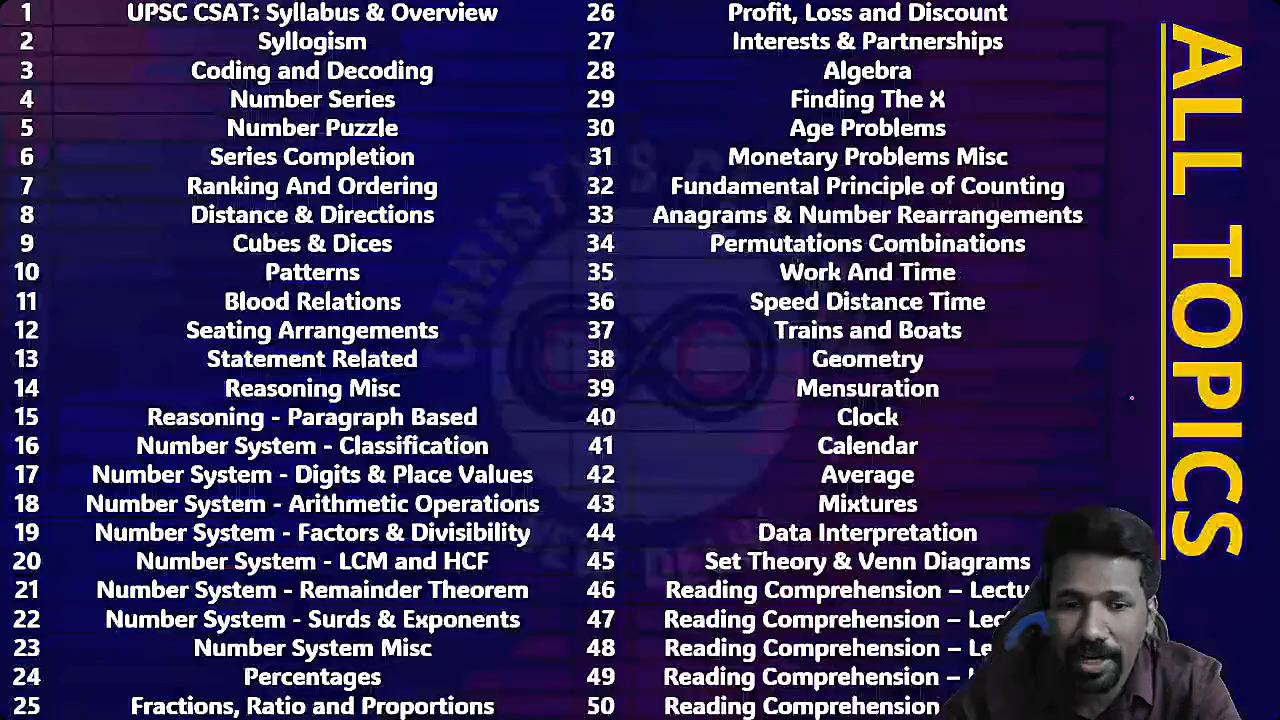 1 UPSC CSAT: Syllabus & Overview
2 Syllogism
3 Coding and Decoding
4 Number Series
5 Number Puzzle
6 Series Completion
7 Ranking And Ordering
8 Distance & Directions
9 Cubes & Dices
10 Patterns
11 Blood Relations
12 Seating Arrangements
13 Statement Related
14 Reasoning Misc
15 Reasoning - Paragraph Based
16 Number System - Classification
17 Number System - Digits & Place Values
18 Number System - Arithmetic Operations
19 Number System - Factors & Divisibility
20 Number System - LCM and HCF
21 Number System - Remainder Theorem
22 Number System - Surds & Exponents
23 Number System Misc
24 Percentages
25 Fractions, Ratio and Proportions
26 Profit, Loss and Discount
27 Interests & Partnerships
28 Algebra
29 Finding The X
30 Age Problems
31 Monetary Problems Misc
32 Fundamental Principle of Counting
33 Anagrams & Number Rearrangements
34 Permutations Combinations
35 Work And Time
36 Speed Distance Time
37 Trains and Boats
38 Geometry
39 Mensuration
40 Clock
41 Calendar
42 Average
43 Mixtures
44 Data Interpretation
45 Set Theory & Venn Diagrams
46 Reading Comprehension – Lectu
47 Reading Comprehension – Lec
48 Reading Comprehension – Le
49 Reading Comprehension –
50 Reading Comprehension
ALL TOPICS